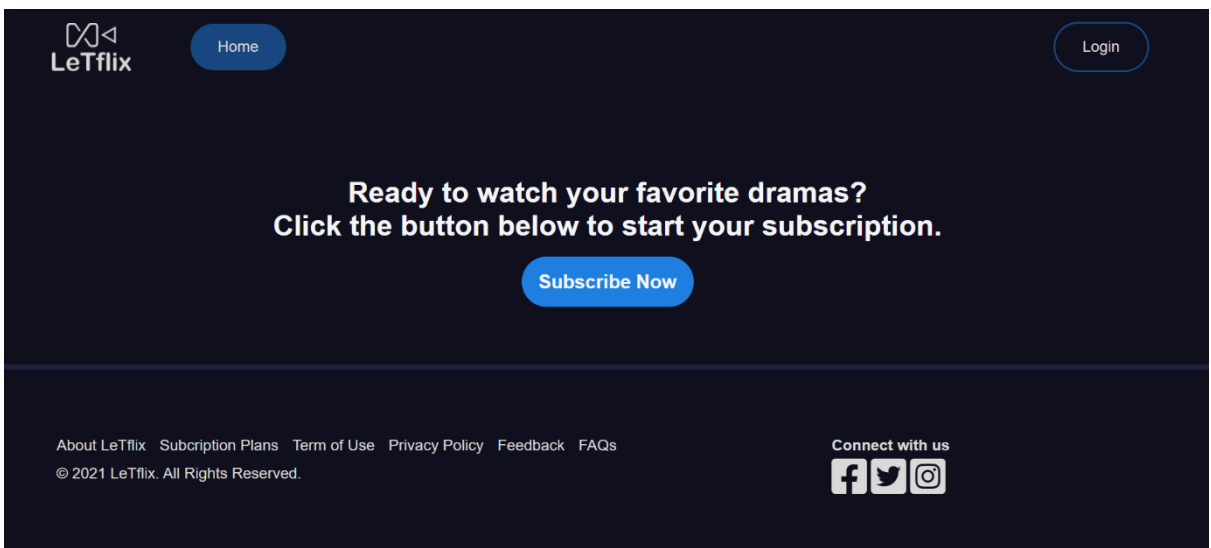 LeTflix
Home
Login
Ready to watch your favorite dramas?
Click the button below to start your subscription.
Subscribe Now
About LeTflix Subcription Plans Term of Use Privacy Policy Feedback FAQs
© 2021 LeTflix. All Rights Reserved.
Connect with us